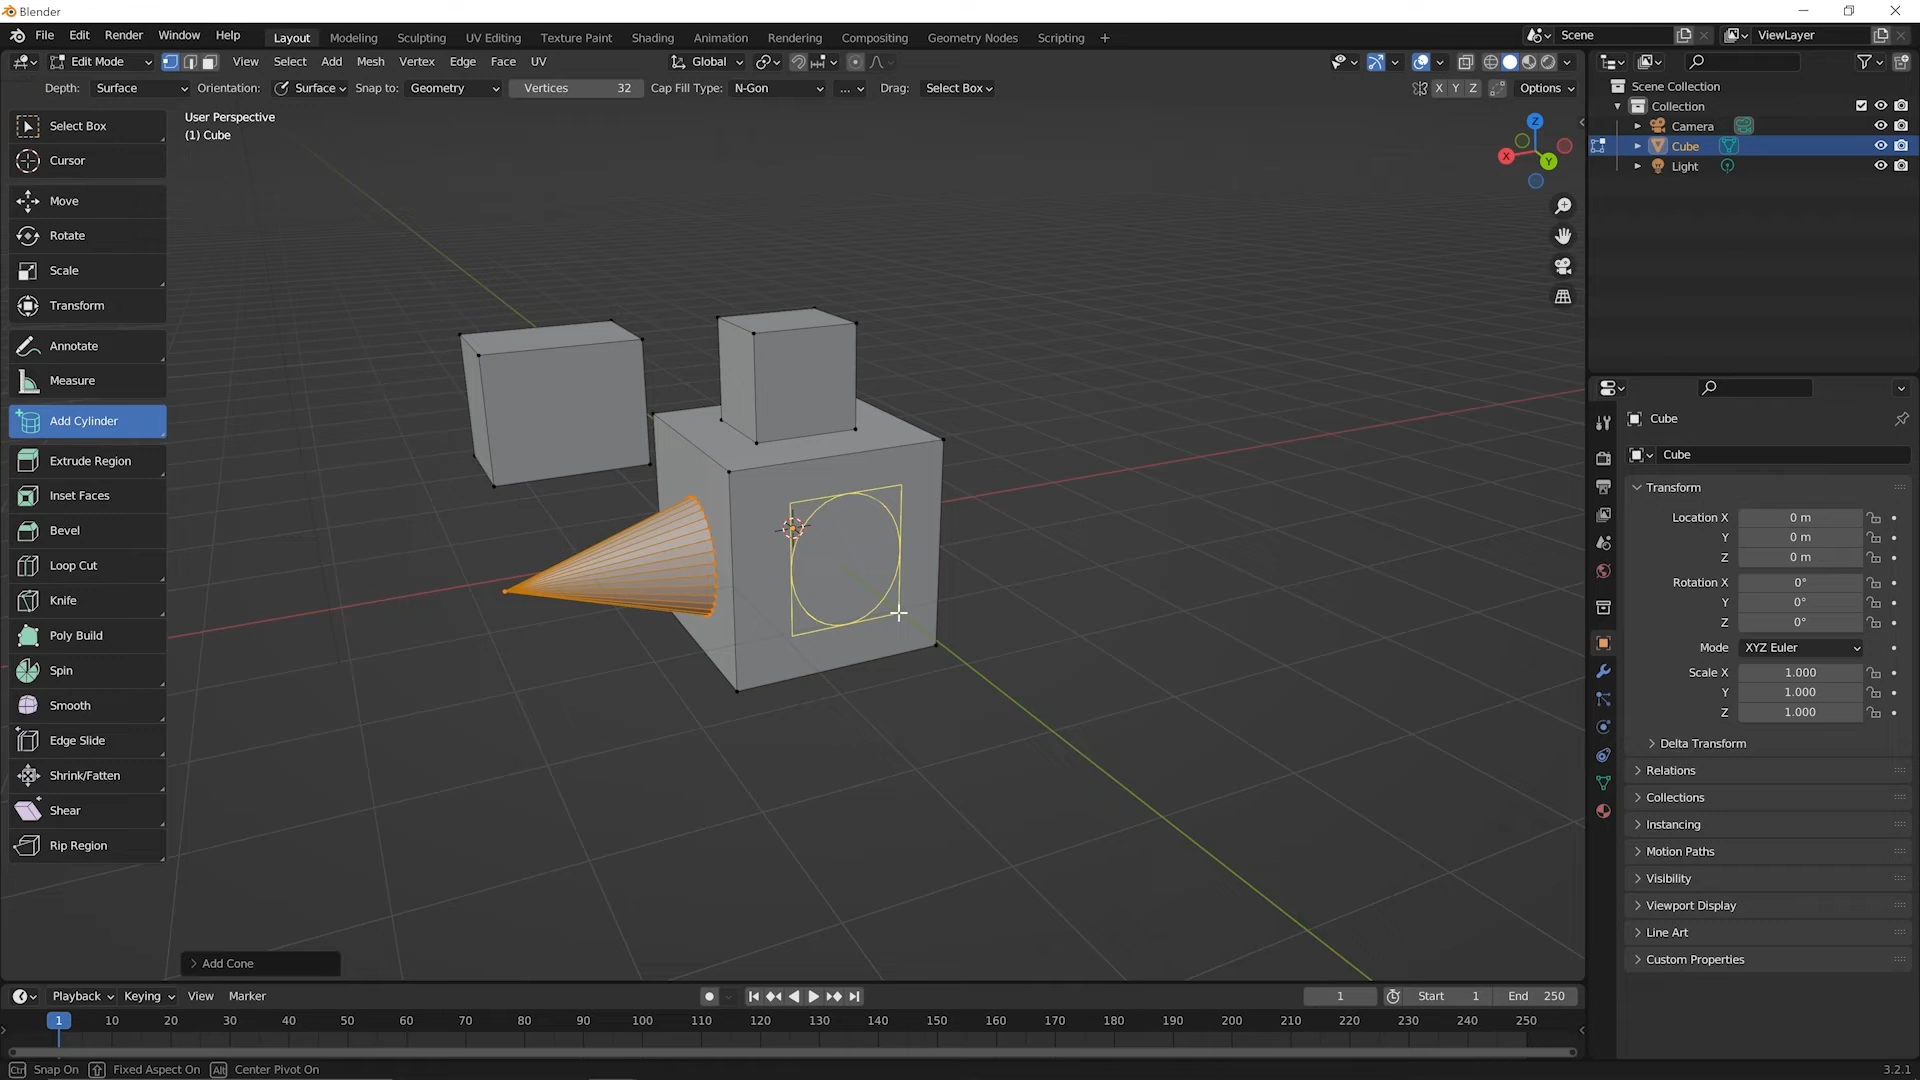 Blender
File Edit Render Window Help
Layout Modeling Sculpting UV Editing Texture Paint Shading Animation Rendering Compositing Geometry Nodes Scripting +
Scene
ViewLayer
Edit Mode View Select Add Mesh Vertex Edge Face UV
Global
Depth: Surface Orientation: Surface Snap to: Geometry Vertices 32 Cap Fill Type: N-Gon ... Drag: Select Box
X Y Z Options
User Perspective
(1) Cube
Select Box
Cursor
Move
Rotate
Scale
Transform
Annotate
Measure
Add Cylinder
Extrude Region
Inset Faces
Bevel
Loop Cut
Knife
Poly Build
Spin
Smooth
Edge Slide
Shrink/Fatten
Shear
Rip Region
Z
X
Y
Add Cone
Scene Collection
Collection
Camera
Cube
Light
Cube
Cube
Transform
Location X 0 m
Y 0 m
Z 0 m
Rotation X 0°
Y 0°
Z 0°
Mode XYZ Euler
Scale X 1.000
Y 1.000
Z 1.000
Delta Transform
Relations
Collections
Instancing
Motion Paths
Visibility
Viewport Display
Line Art
Custom Properties
Playback Keying View Marker
1 Start 1 End 250
1 10 20 30 40 50 60 70 80 90 100 110 120 130 140 150 160 170 180 190 200 210 220 230 240 250
Ctrl Snap On Fixed Aspect On Alt Center Pivot On
3.2.1